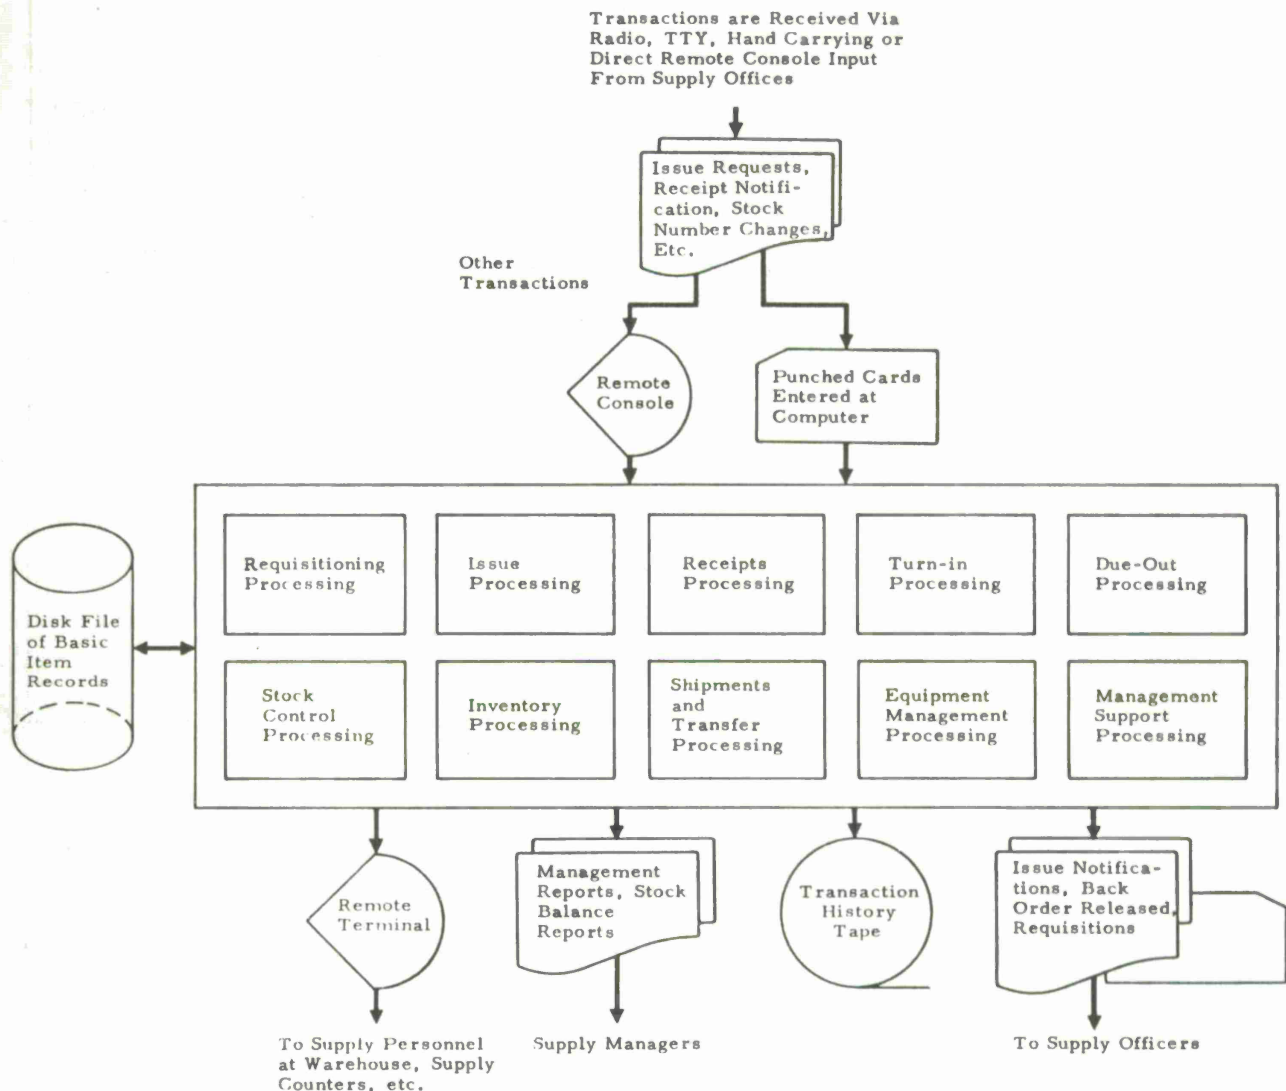 Transactions are Received Via
Radio, TTY, Hand Carrying or
Direct Remote Console Input
From Supply Offices
Issue Requests,
Receipt Notifi-
cation, Stock
Number Changes,
Etc.
Other
Transactions
Remote
Console
Punched Cards
Entered at
Computer
Disk File
of Basic
Item
Records
Requisitioning
Processing
Issue
Processing
Receipts
Processing
Turn-in
Processing
Due-Out
Processing
Stock
Control
Processing
Inventory
Processing
Shipments
and
Transfer
Processing
Equipment
Management
Processing
Management
Support
Processing
Remote
Terminal
Management
Reports, Stock
Balance
Reports
Transaction
History
Tape
Issue Notifica-
tions, Back
Order Released,
Requisitions
To Supply Personnel
at Warehouse, Supply
Counters, etc.
Supply Managers
To Supply Officers